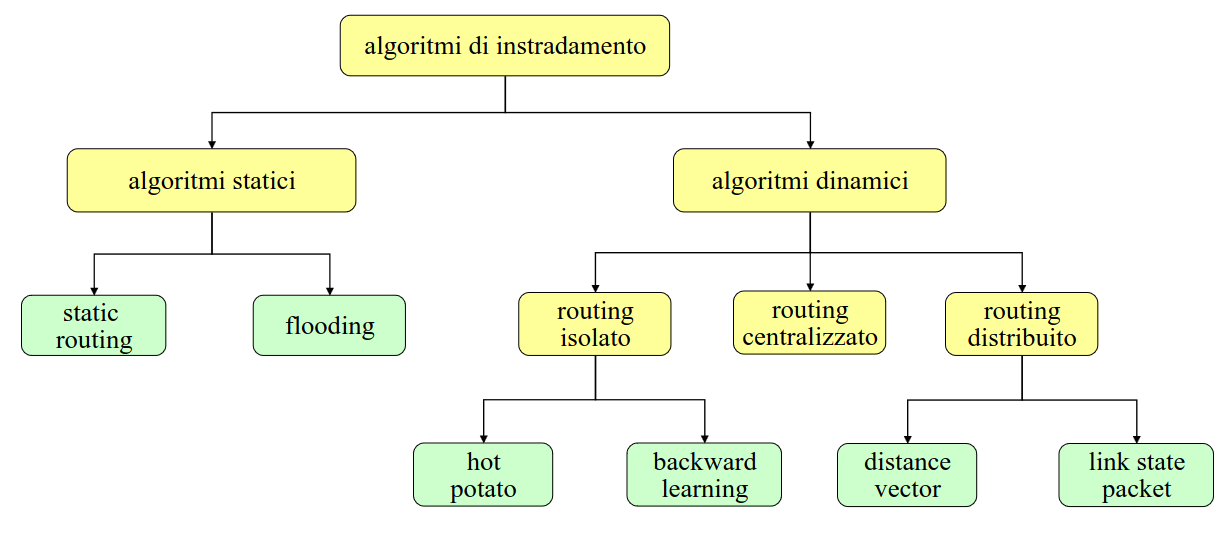 algoritmi di instradamento
algoritmi statici
algoritmi dinamici
static
routing
flooding
routing
isolato
routing
centralizzato
routing
distribuito
hot
potato
backward
learning
distance
vector
link state
packet